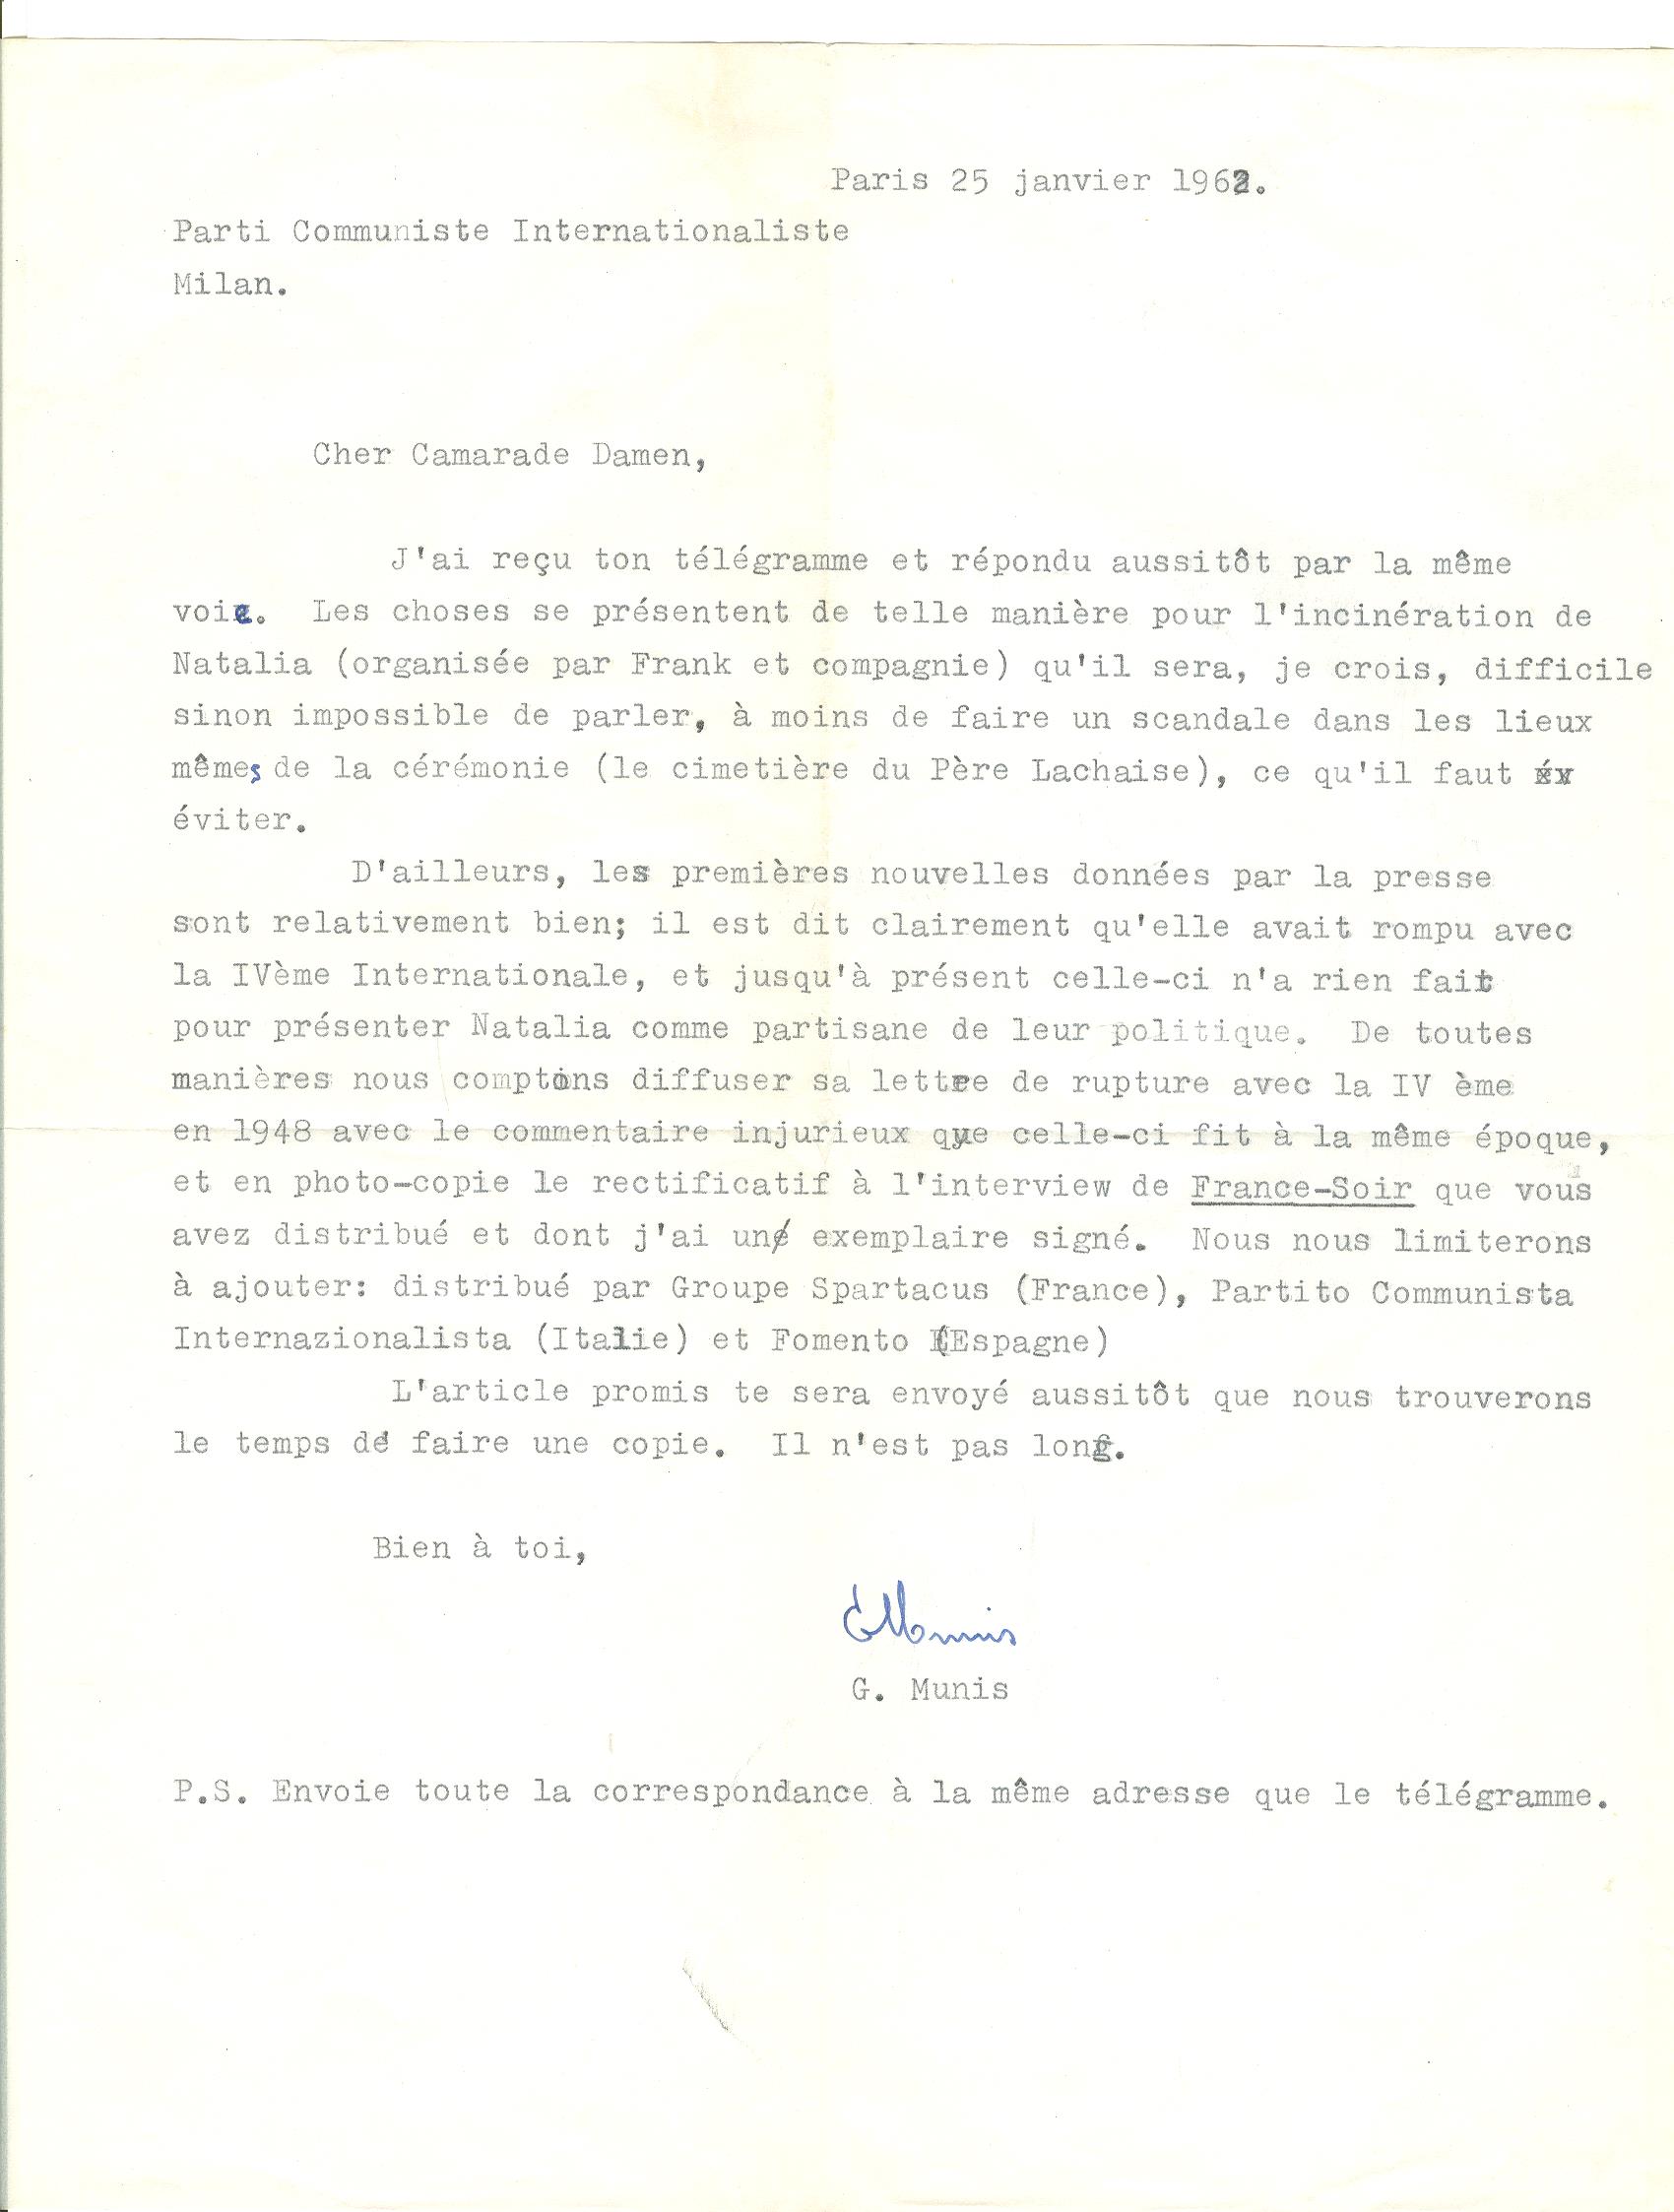 Paris 25 janvier 1962.
Parti Communiste Internationaliste
Milan.
Cher Camarade Damen,
J'ai reçu ton télégramme et répondu aussitôt par la même
voie. Les choses se présentent de telle manière pour l'incinération de
Natalia (organisée par Frank et compagnie) qu'il sera, je crois, difficile
sinon impossible de parler, à moins de faire un scandale dans les lieux
mêmes de la cérémonie (le cimetière du Père Lachaise), ce qu'il faut
éviter.
D'ailleurs, les premières nouvelles données par la presse
sont relativement bien; il est dit clairement qu'elle avait rompu avec
la IVème Internationale, et jusqu'à présent celle-ci n'a rien fait
pour présenter Natalia comme partisane de leur politique. De toutes
manières nous comptons diffuser sa lettre de rupture avec la IV ème
en 1948 avec le commentaire injurieux que celle-ci fit à la même époque,
et en photo-copie le rectificatif à l'interview de France-Soir que vous
avez distribué et dont j'ai un exemplaire signé. Nous nous limiterons
à ajouter: distribué par Groupe Spartacus (France), Partito Communista
Internazionalista (Italie) et Fomento (Espagne)
L'article promis te sera envoyé aussitôt que nous trouverons
le temps de faire une copie. Il n'est pas long.
Bien à toi,
G Munis
G. Munis
P.S. Envoie toute la correspondance à la même adresse que le télégramme.